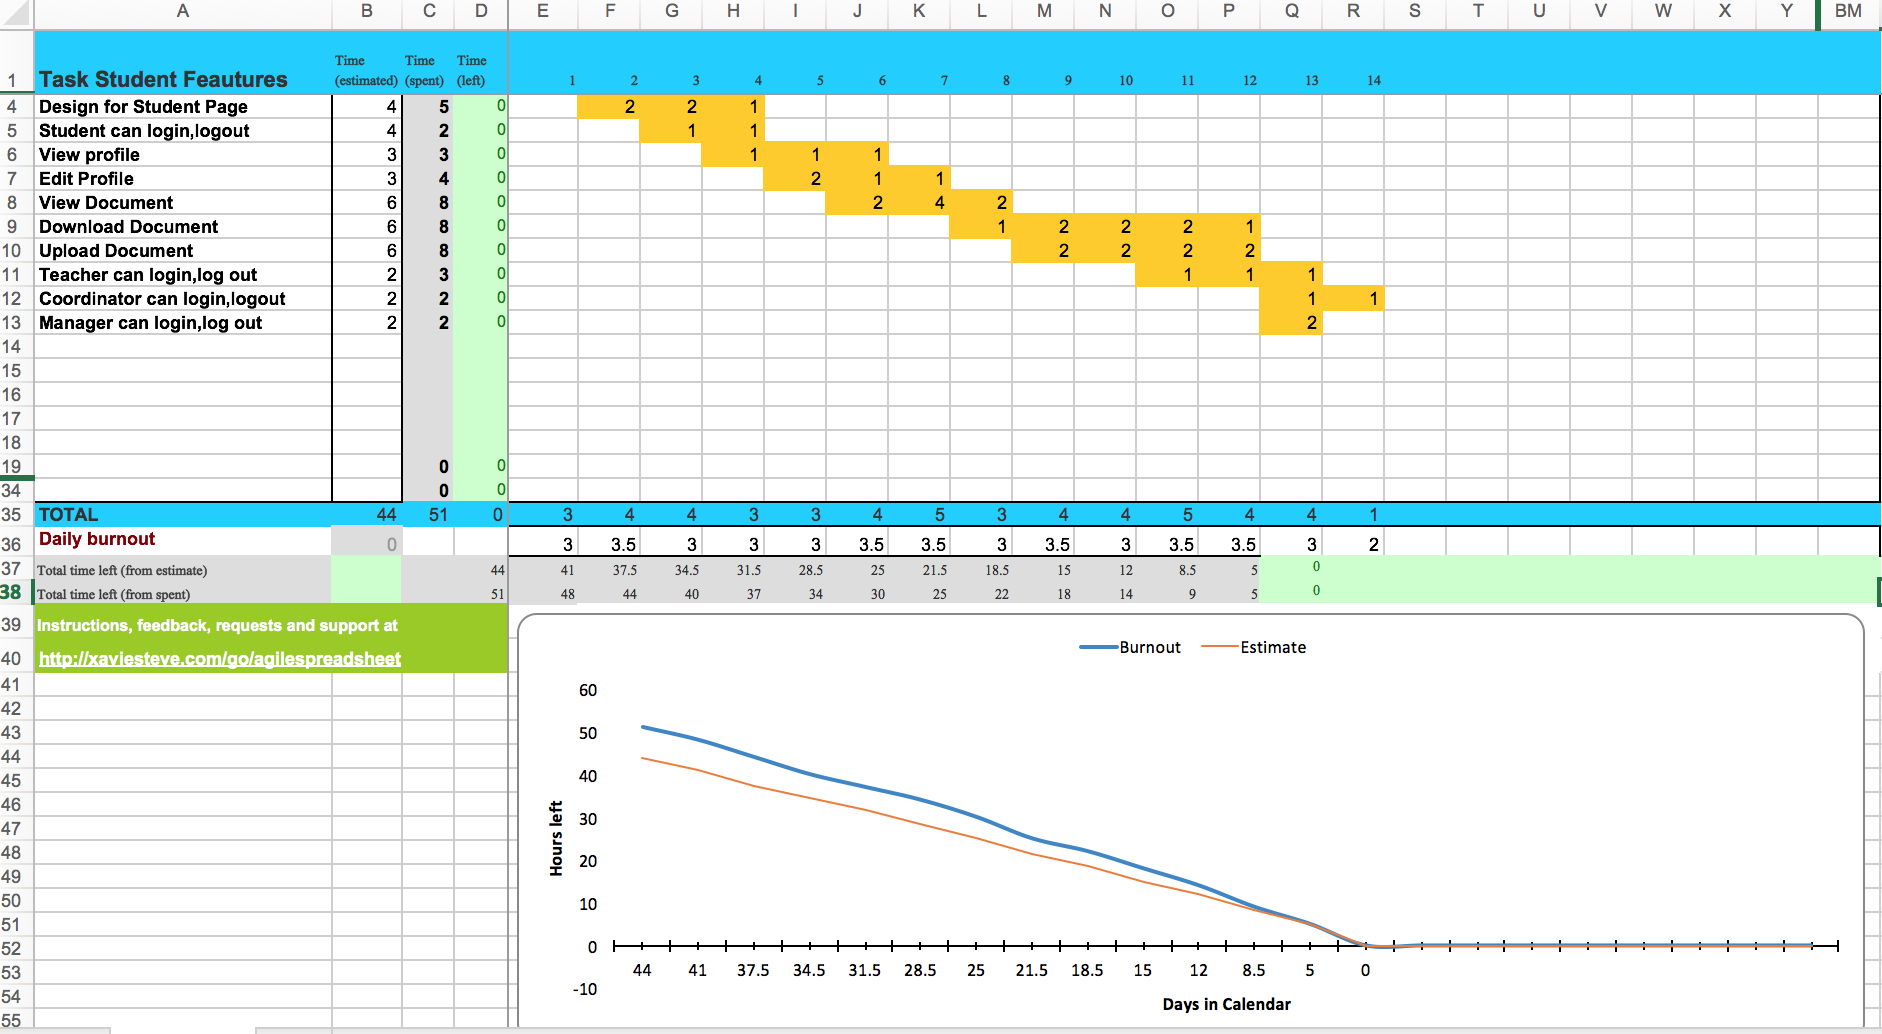 A B C D E F G H I J K L M N O P Q R S T U V W X Y BM
Time Time Time
1 Task Student Feautures (estimated) (spent) (left) 1 2 3 4 5 6 7 8 9 10 11 12 13 14
4 Design for Student Page 4 5 0 2 2 1
5 Student can login,logout 4 2 0 1 1
6 View profile 3 3 0 1 1 1
7 Edit Profile 3 4 0 2 1 1
8 View Document 6 8 0 2 4 2
9 Download Document 6 8 0 1 2 2 2 1
10 Upload Document 6 8 0 2 2 2 2
11 Teacher can login,log out 2 3 0 1 1 1
12 Coordinator can login,logout 2 2 0 1 1
13 Manager can login,log out 2 2 0 2
14
15
16
17
18
19 0 0
34 0 0
35 TOTAL 44 51 0 3 4 4 3 3 4 5 3 4 4 5 4 4 1
36 Daily burnout 0 3 3.5 3 3 3 3.5 3.5 3 3.5 3 3.5 3.5 3 2
37 Total time left (from estimate) 44 41 37.5 34.5 31.5 28.5 25 21.5 18.5 15 12 8.5 5 0
38 Total time left (from spent) 51 48 44 40 37 34 30 25 22 18 14 9 5 0
39 Instructions, feedback, requests and support at
40 http://xaviesteve.com/go/agilespreadsheet
41
42
43
44
45
46
47
48
49
50
51
52
53
54
55
Burnout Estimate
60
50
40
30
20
10
0
-10
Hours left
44 41 37.5 34.5 31.5 28.5 25 21.5 18.5 15 12 8.5 5 0
Days in Calendar